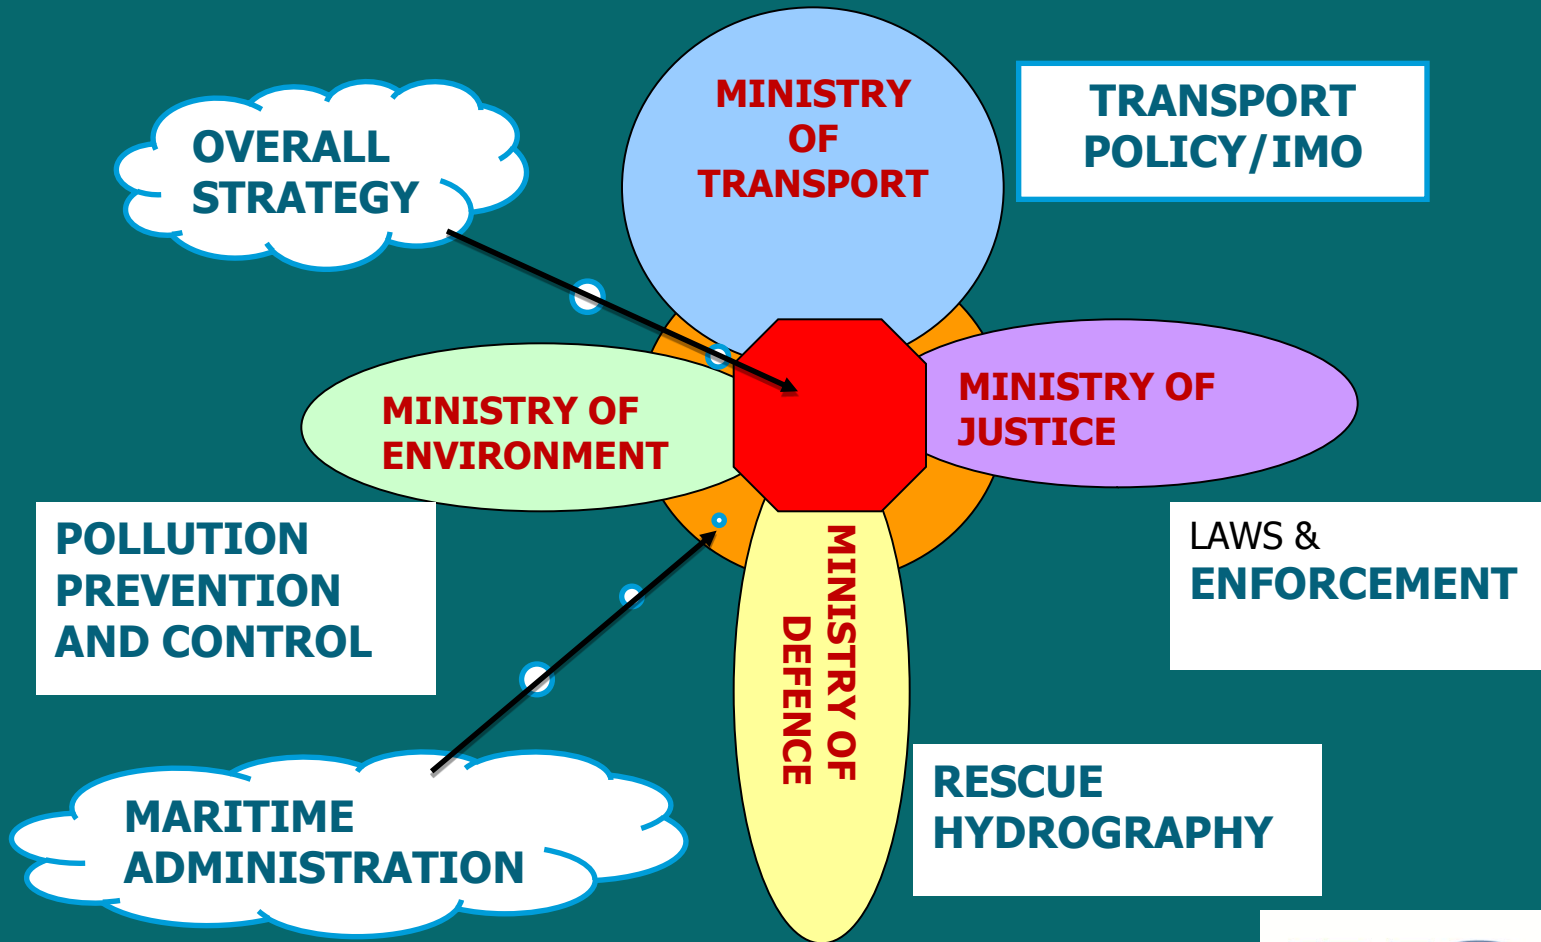 MINISTRY
OF
TRANSPORT
TRANSPORT
POLICY/IMO
OVERALL
STRATEGY
MINISTRY OF
ENVIRONMENT
MINISTRY OF
JUSTICE
POLLUTION
PREVENTION
AND CONTROL
LAWS &
ENFORCEMENT
MINISTRY OF
DEFENCE
RESCUE
HYDROGRAPHY
MARITIME
ADMINISTRATION